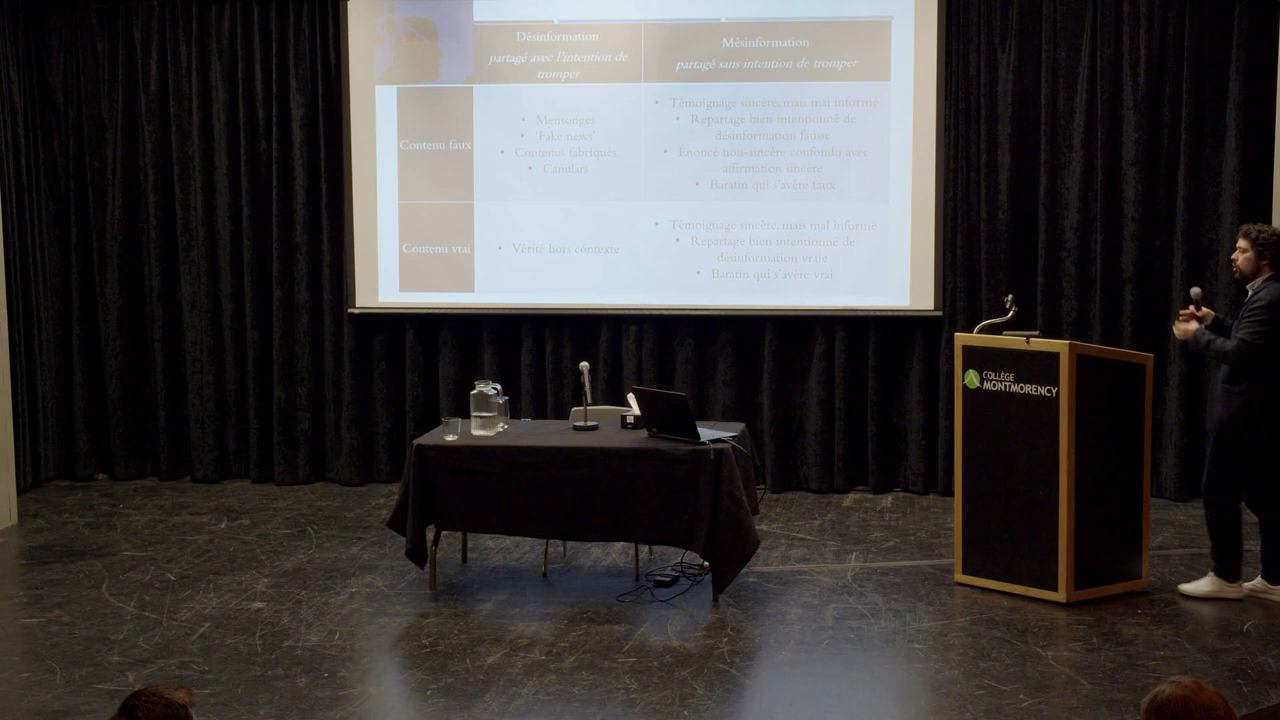 Désinformation
partagé avec l'intention de
tromper
Mésinformation
partagé sans intention de tromper
Contenu faux
• Mensonges
• 'Fake news'
• Contenus fabriqués
• Canulars
• Témoignage sincère, mais mal informé
• Repartage bien intentionné de
désinformation fausse
• Énoncé non-sincère confondu avec
affirmation sincère
• Baratin qui s'avère faux
Contenu vrai
• Vérité hors contexte
• Témoignage sincère, mais mal informé
• Repartage bien intentionné de
désinformation vraie
• Baratin qui s'avère vrai
COLLÈGE
MONTMORENCY